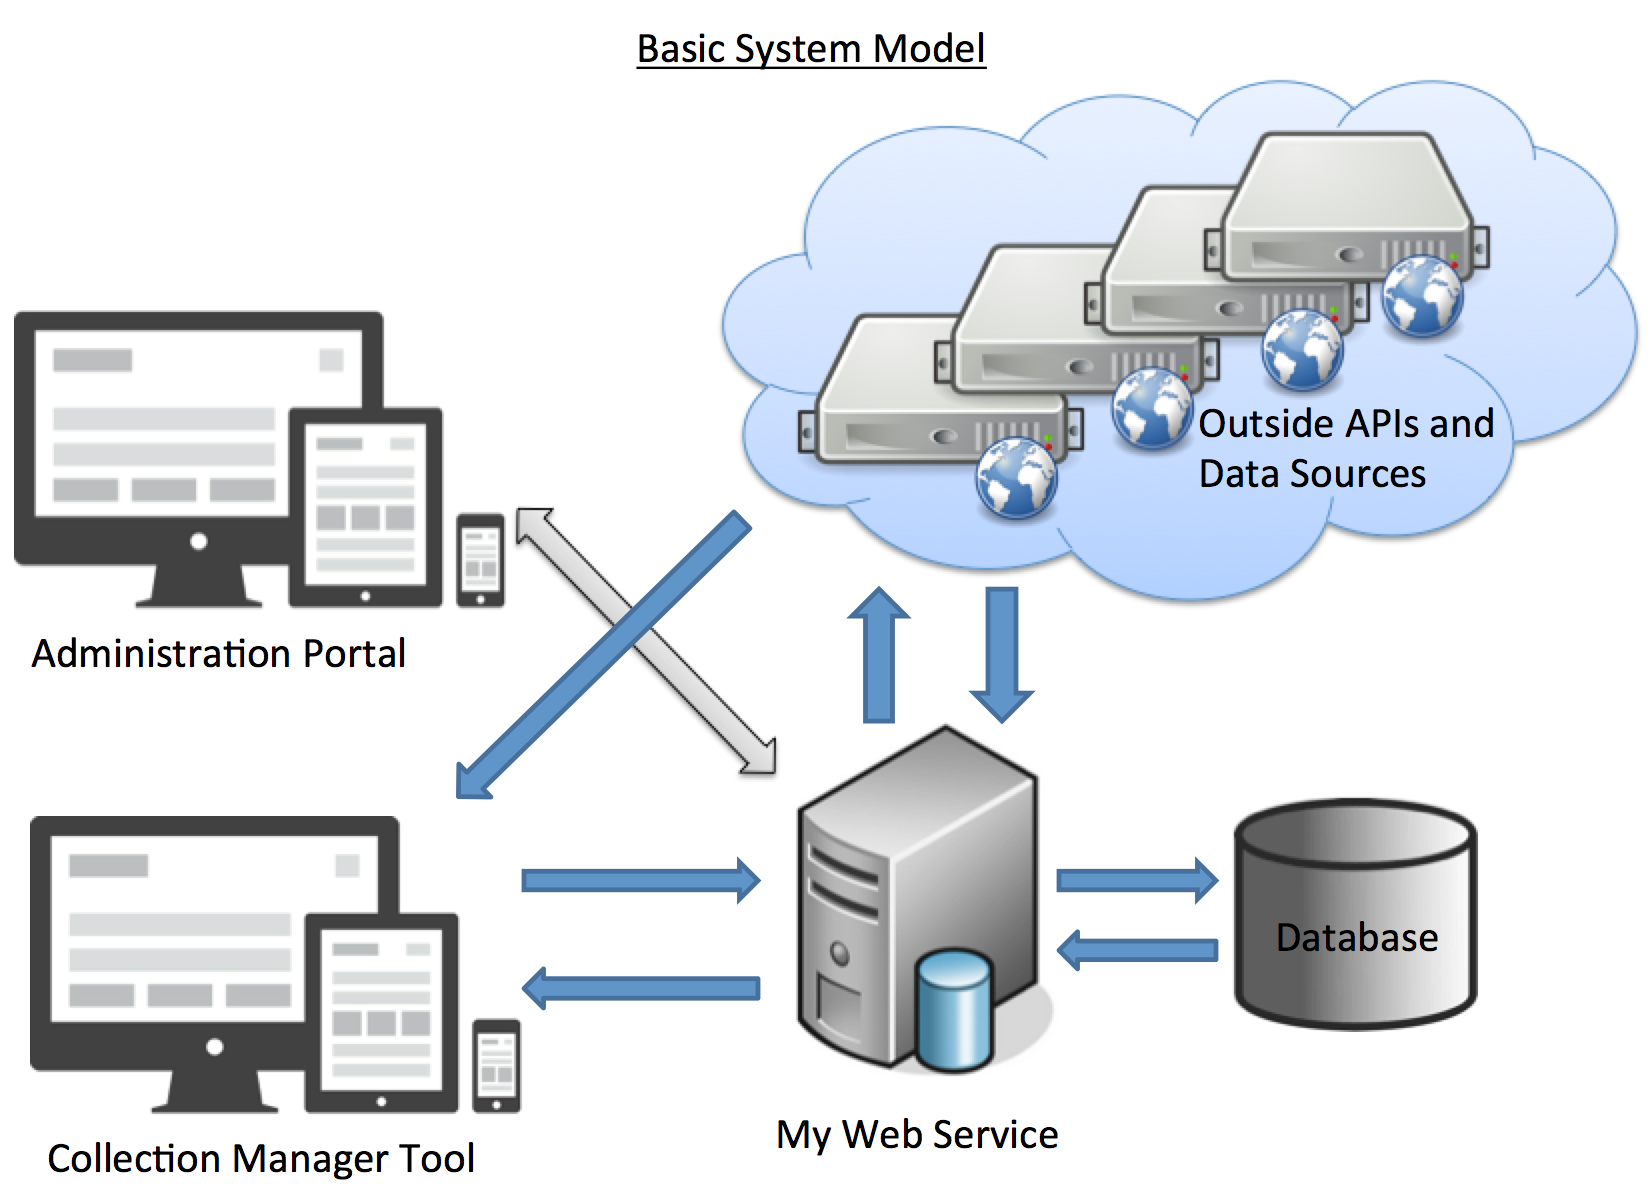 Basic System Model
Outside APIs and
Data Sources
Administration Portal
Database
My Web Service
Collection Manager Tool